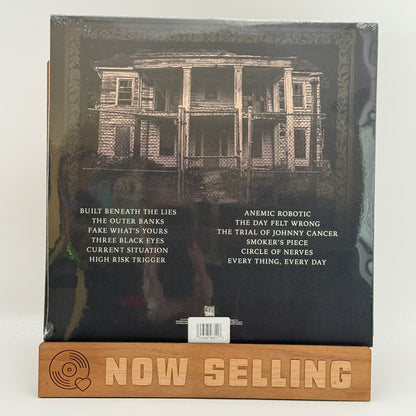 BUILT BENEATH THE LIES
THE OUTER BANKS
FAKE WHAT'S YOURS
THREE BLACK EYES
CURRENT SITUATION
HIGH RISK TRIGGER
ANEMIC ROBOTIC
THE DAY FELT WRONG
THE TRIAL OF JOHNNY CANCER
SMOKER'S PIECE
CIRCLE OF NERVES
EVERY THING, EVERY DAY
NOW SELLING